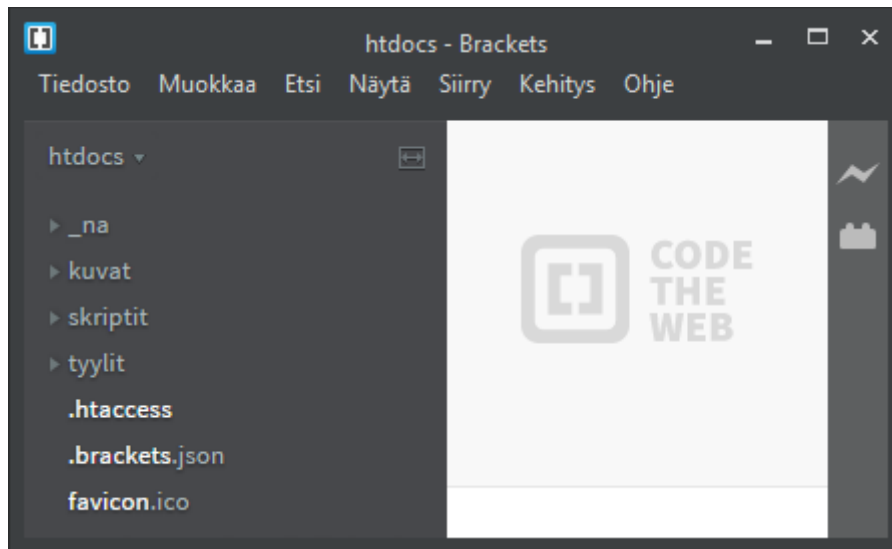 htdocs - Brackets
Tiedosto Muokkaa Etsi Näytä Siirry Kehitys Ohje
htdocs
_na
kuvat
skriptit
tyylit
.htaccess
.brackets.json
favicon.ico
CODE
THE
WEB